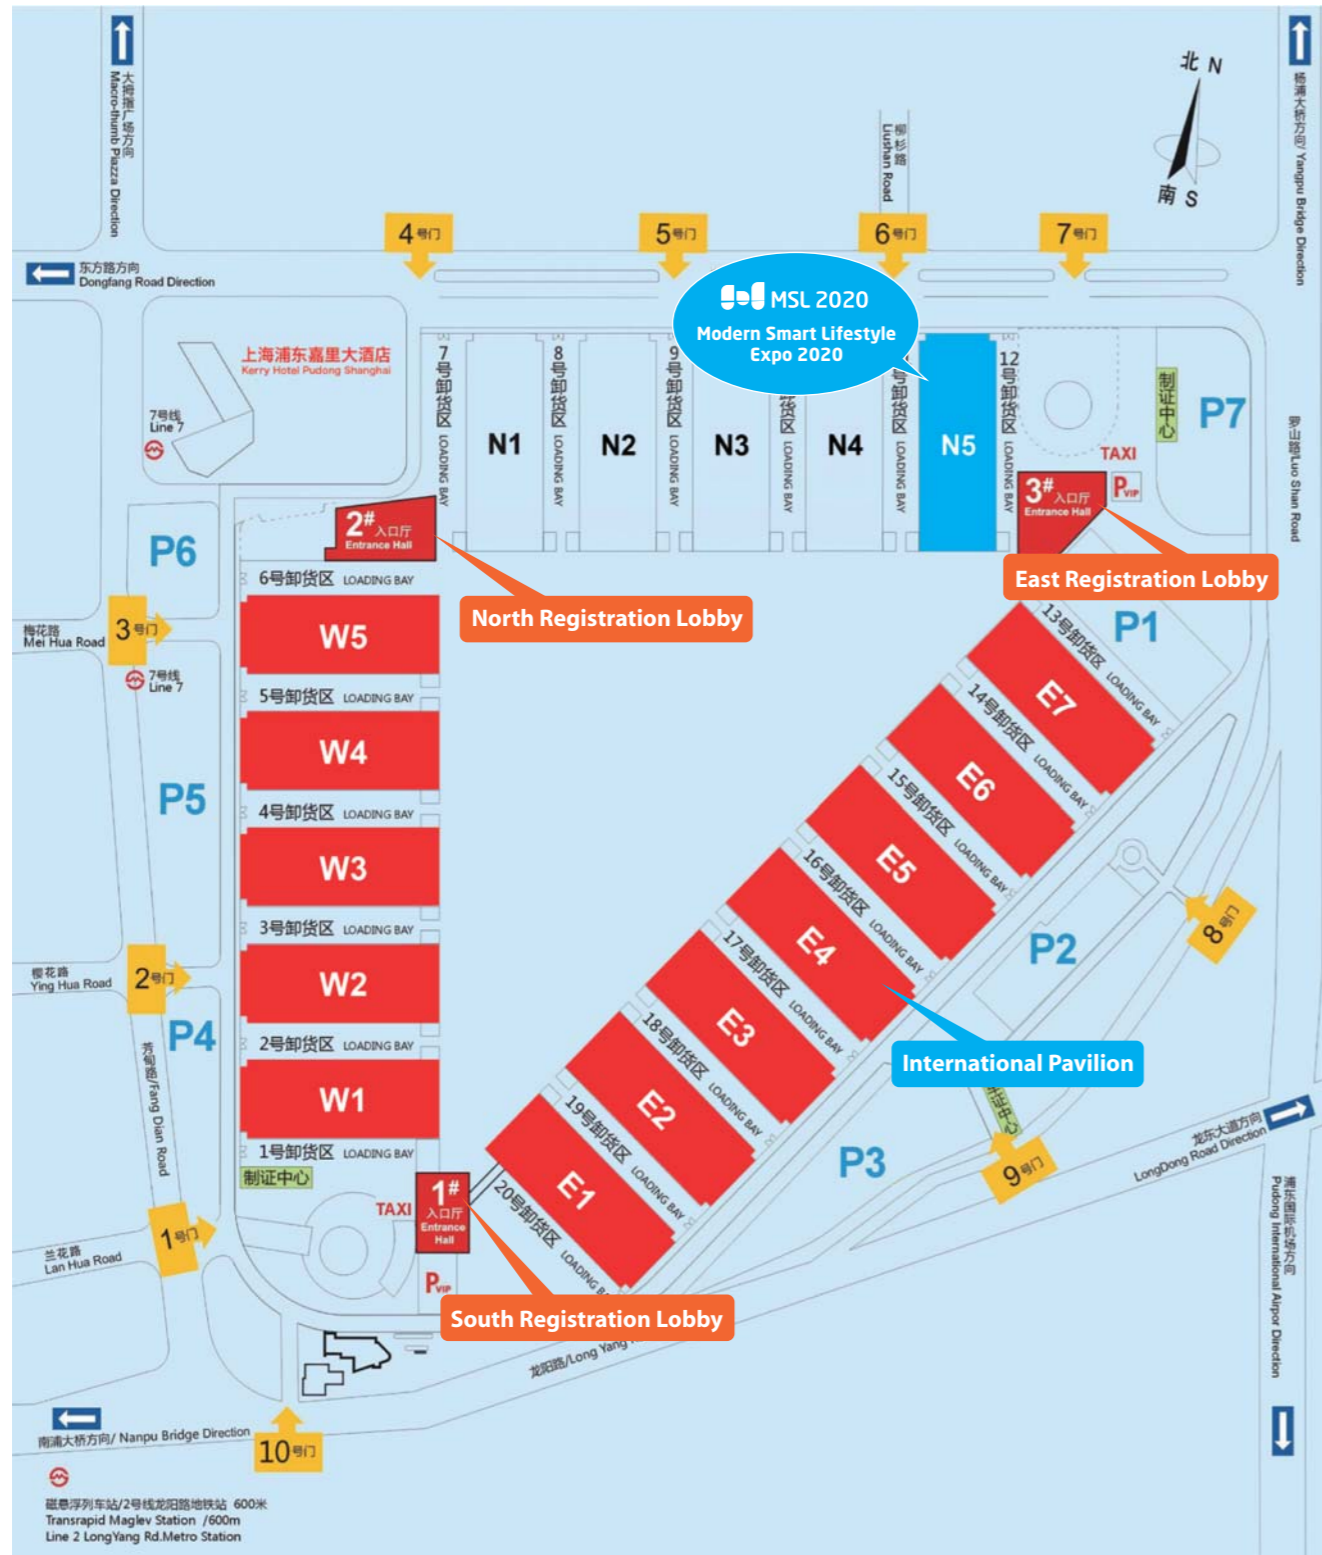 北 N
南 S
大拇指广场方向
Macro-thumb Piazza Direction
杨浦大桥方向/ Yangpu Bridge Direction
柳杉路
Liushan Road
4号门
5号门
6号门
7号门
东方路方向
Dongfang Road Direction
MSL 2020
Modern Smart Lifestyle
Expo 2020
上海浦东嘉里大酒店
Kerry Hotel Pudong Shanghai
7号线
Line 7
7号卸货区 LOADING BAY
N1
8号卸货区 LOADING BAY
N2
9号卸货区 LOADING BAY
N3
号卸货区 LOADING BAY
N4
号卸货区 LOADING BAY
N5
12号卸货区 LOADING BAY
制证中心
P7
TAXI
PVIP
罗山路/Luo Shan Road
2#
入口厅
Entrance Hall
3#
入口厅
Entrance Hall
P6
East Registration Lobby
North Registration Lobby
6号卸货区 LOADING BAY
W5
3号门
梅花路
Mei Hua Road
7号线
Line 7
5号卸货区 LOADING BAY
W4
P5
4号卸货区 LOADING BAY
W3
3号卸货区 LOADING BAY
W2
2号门
樱花路
Ying Hua Road
P4
芳甸路/Fang Dian Road
2号卸货区 LOADING BAY
W1
1号卸货区 LOADING BAY
制证中心
P1
13号卸货区 LOADING BAY
E7
14号卸货区 LOADING BAY
E6
15号卸货区 LOADING BAY
E5
16号卸货区 LOADING BAY
E4
17号卸货区 LOADING BAY
E3
18号卸货区 LOADING BAY
E2
19号卸货区 LOADING BAY
E1
20号卸货区 LOADING BA
P2
8号门
International Pavilion
证中心
9号门
P3
龙东大道方向
LongDong Road Direction
浦东国际机场方向
Pudong International Airpor Direction
TAXI
1#
入口厅
Entrance
Hall
PVIP
1号门
兰花路
Lan Hua Road
South Registration Lobby
龙阳路/Long Yang
南浦大桥方向/ Nanpu Bridge Direction
10号门
磁悬浮列车站/2号线龙阳路地铁站 600米
Transrapid Maglev Station /600m
Line 2 LongYang Rd.Metro Station